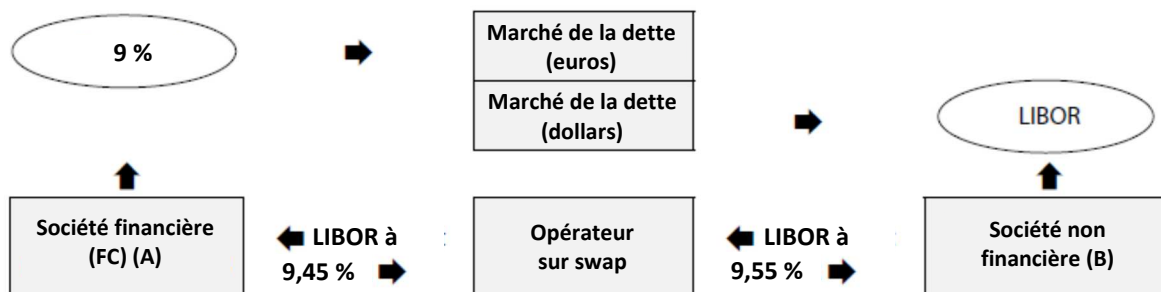 9 %
Marché de la dette
(euros)
Marché de la dette
(dollars)
LIBOR
Société financière
(FC) (A)
LIBOR à
9,45 %
Opérateur
sur swap
LIBOR à
9,55 %
Société non
financière (B)